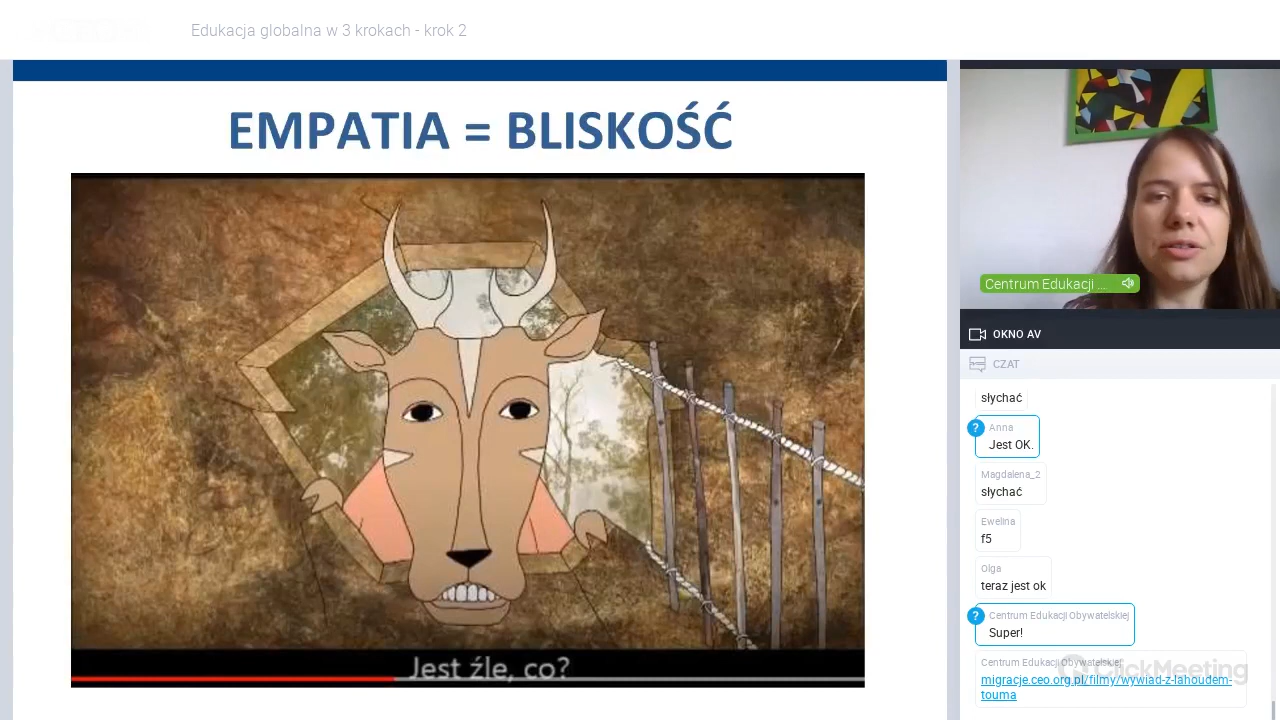 Edukacja globalna w 3 krokach - krok 2
EMPATIA = BLISKOŚĆ
Jest źle, co?
Centrum Edukacji ...
OKNO AV
CZAT
słychać
? Anna
Jest OK.
Magdalena_2
słychać
Ewelina
f5
Olga
teraz jest ok
? Centrum Edukacji Obywatelskiej
Super!
Centrum Edukacji Obywatelskiej
ClickMeeting
migracje.ceo.org.pl/filmy/wywiad-z-lahoudem-
touma